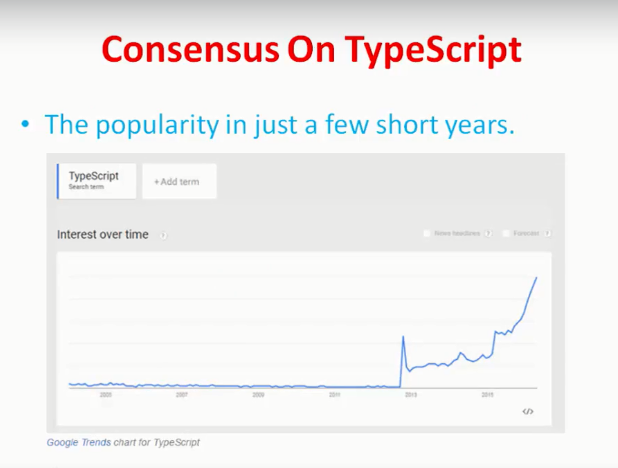 Consensus On TypeScript
• The popularity in just a few short years.
TypeScript
Search term
+Add term
Interest over time ?
News headlines ? Forecast ?
2005 2007 2009 2011 2013 2015
</>
Google Trends chart for TypeScript